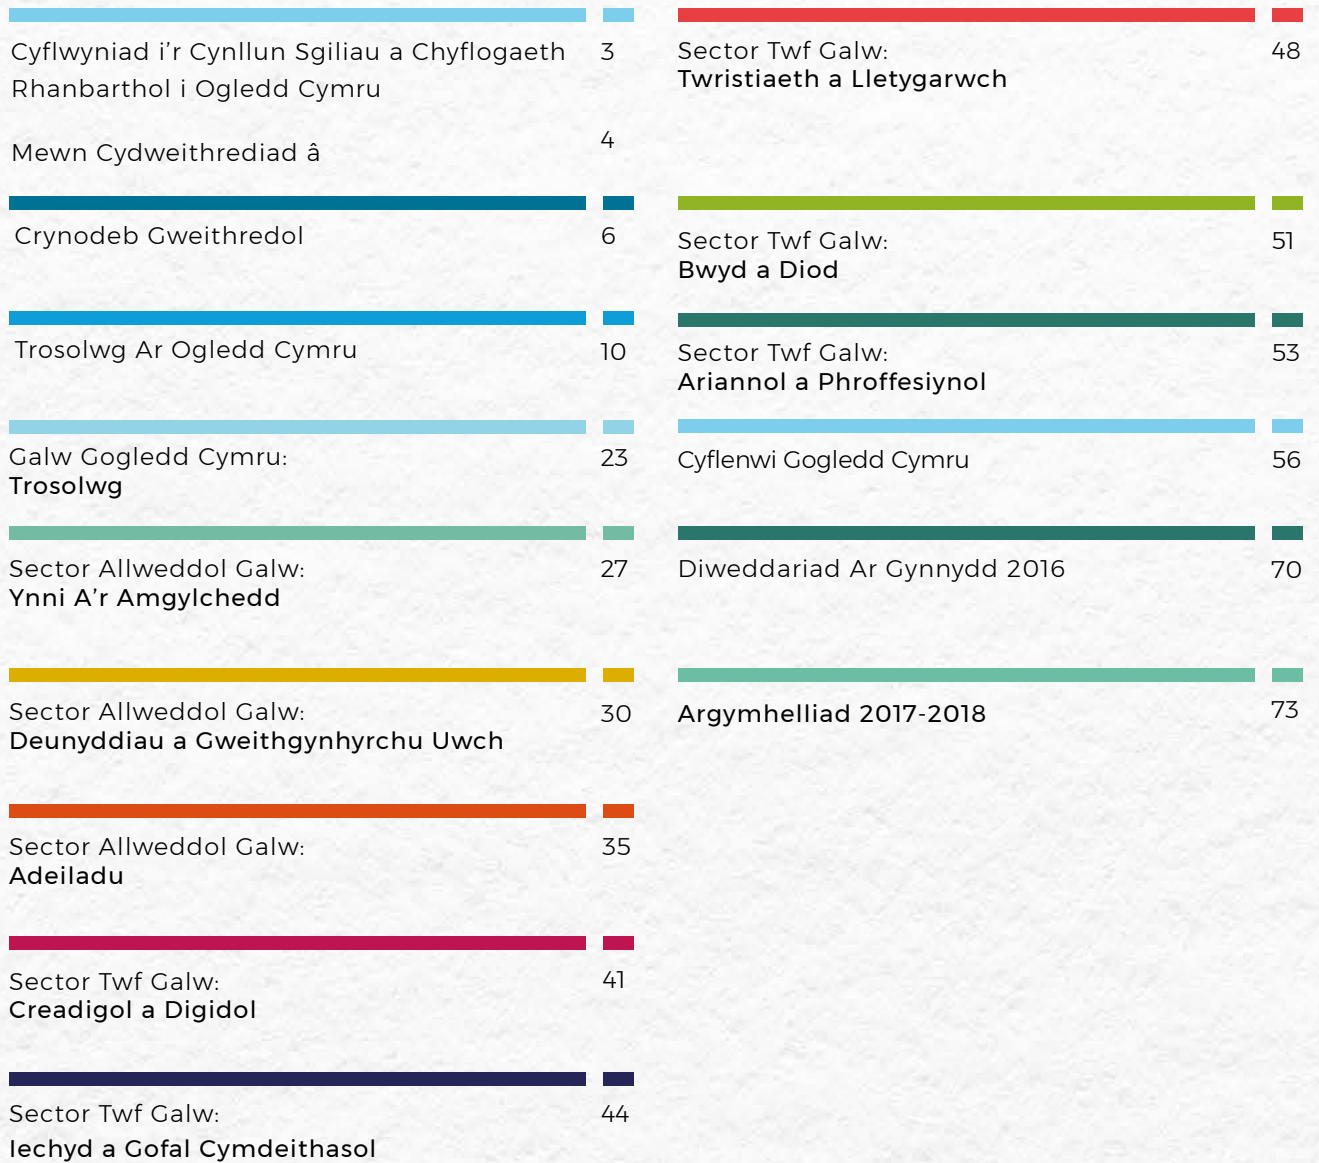 Cyflwyniad i’r Cynllun Sgiliau a Chyflogaeth 3
Rhanbarthol i Ogledd Cymru
Mewn Cydweithrediad â 4
Crynodeb Gweithredol 6
Trosolwg Ar Ogledd Cymru 10
Galw Gogledd Cymru: 23
Trosolwg
Sector Allweddol Galw: 27
Ynni A’r Amgylchedd
Sector Allweddol Galw: 30
Deunyddiau a Gweithgynhyrchu Uwch
Sector Allweddol Galw: 35
Adeiladu
Sector Twf Galw: 41
Creadigol a Digidol
Sector Twf Galw: 44
Iechyd a Gofal Cymdeithasol
Sector Twf Galw: 48
Twristiaeth a Lletygarwch
Sector Twf Galw: 51
Bwyd a Diod
Sector Twf Galw: 53
Ariannol a Phroffesiynol
Cyflenwi Gogledd Cymru 56
Diweddariad Ar Gynnydd 2016 70
Argymhelliad 2017-2018 73